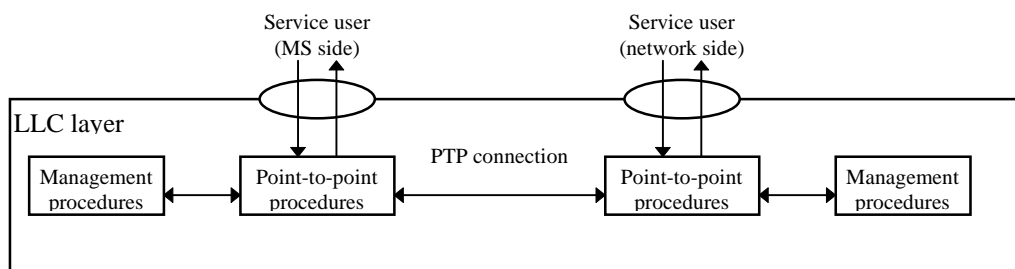 Service user
(MS side)
Service user
(network side)
LLC layer
PTP connection
Management
procedures
Point-to-point
procedures
Point-to-point
procedures
Management
procedures